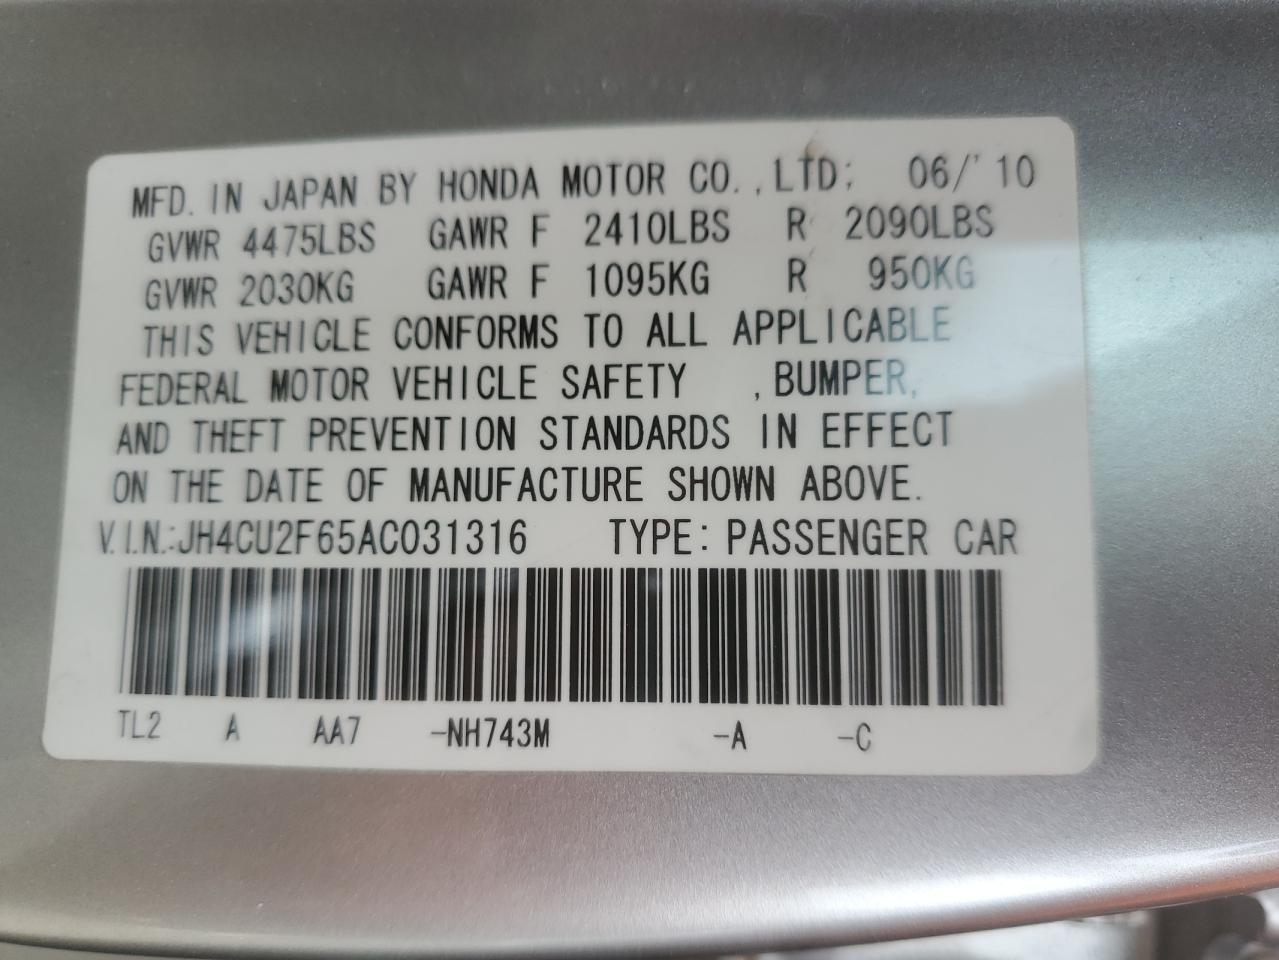 MFD. IN JAPAN BY HONDA MOTOR CO.,LTD; 06/'10
GVWR 4475LBS GAWR F 2410LBS R 2090LBS
GVWR 2030KG GAWR F 1095KG R 950KG
THIS VEHICLE CONFORMS TO ALL APPLICABLE
FEDERAL MOTOR VEHICLE SAFETY ,BUMPER,
AND THEFT PREVENTION STANDARDS IN EFFECT
ON THE DATE OF MANUFACTURE SHOWN ABOVE.
V.I.N.:JH4CU2F65AC031316 TYPE: PASSENGER CAR
TL2 A AA7 -NH743M -A -C